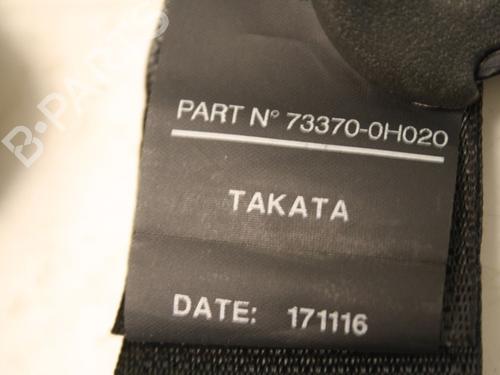 B-PARTS
PART N° 73370-0H020
TAKATA
DATE: 171116